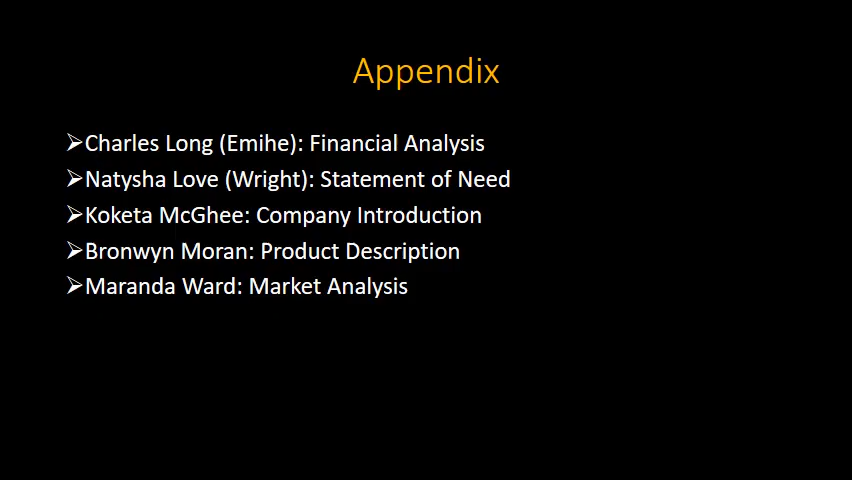 Appendix
➢Charles Long (Emihe): Financial Analysis
➢Natysha Love (Wright): Statement of Need
➢Koketa McGhee: Company Introduction
➢Bronwyn Moran: Product Description
➢Maranda Ward: Market Analysis